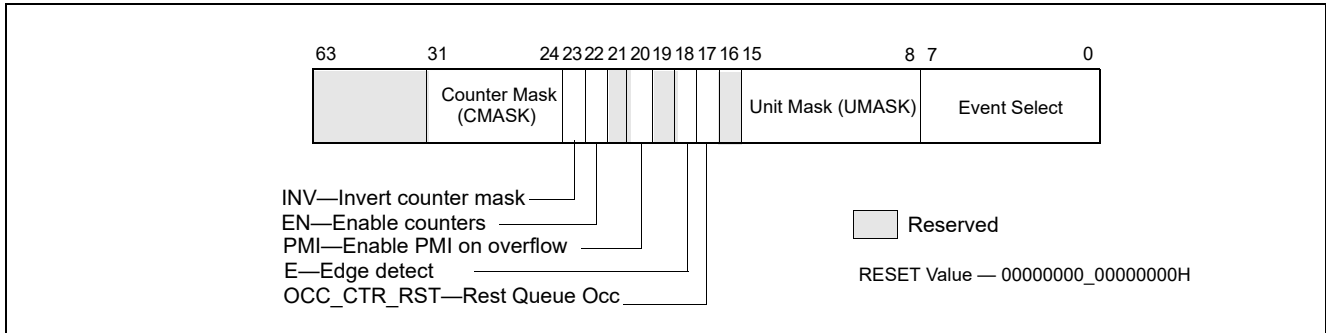 63 31 24 23 22 21 20 19 18 17 16 15 8 7 0
Counter Mask
(CMASK)
Unit Mask (UMASK)
Event Select
INV—Invert counter mask
EN—Enable counters
PMI—Enable PMI on overflow
E—Edge detect
OCC_CTR_RST—Rest Queue Occ
Reserved
RESET Value — 00000000_00000000H